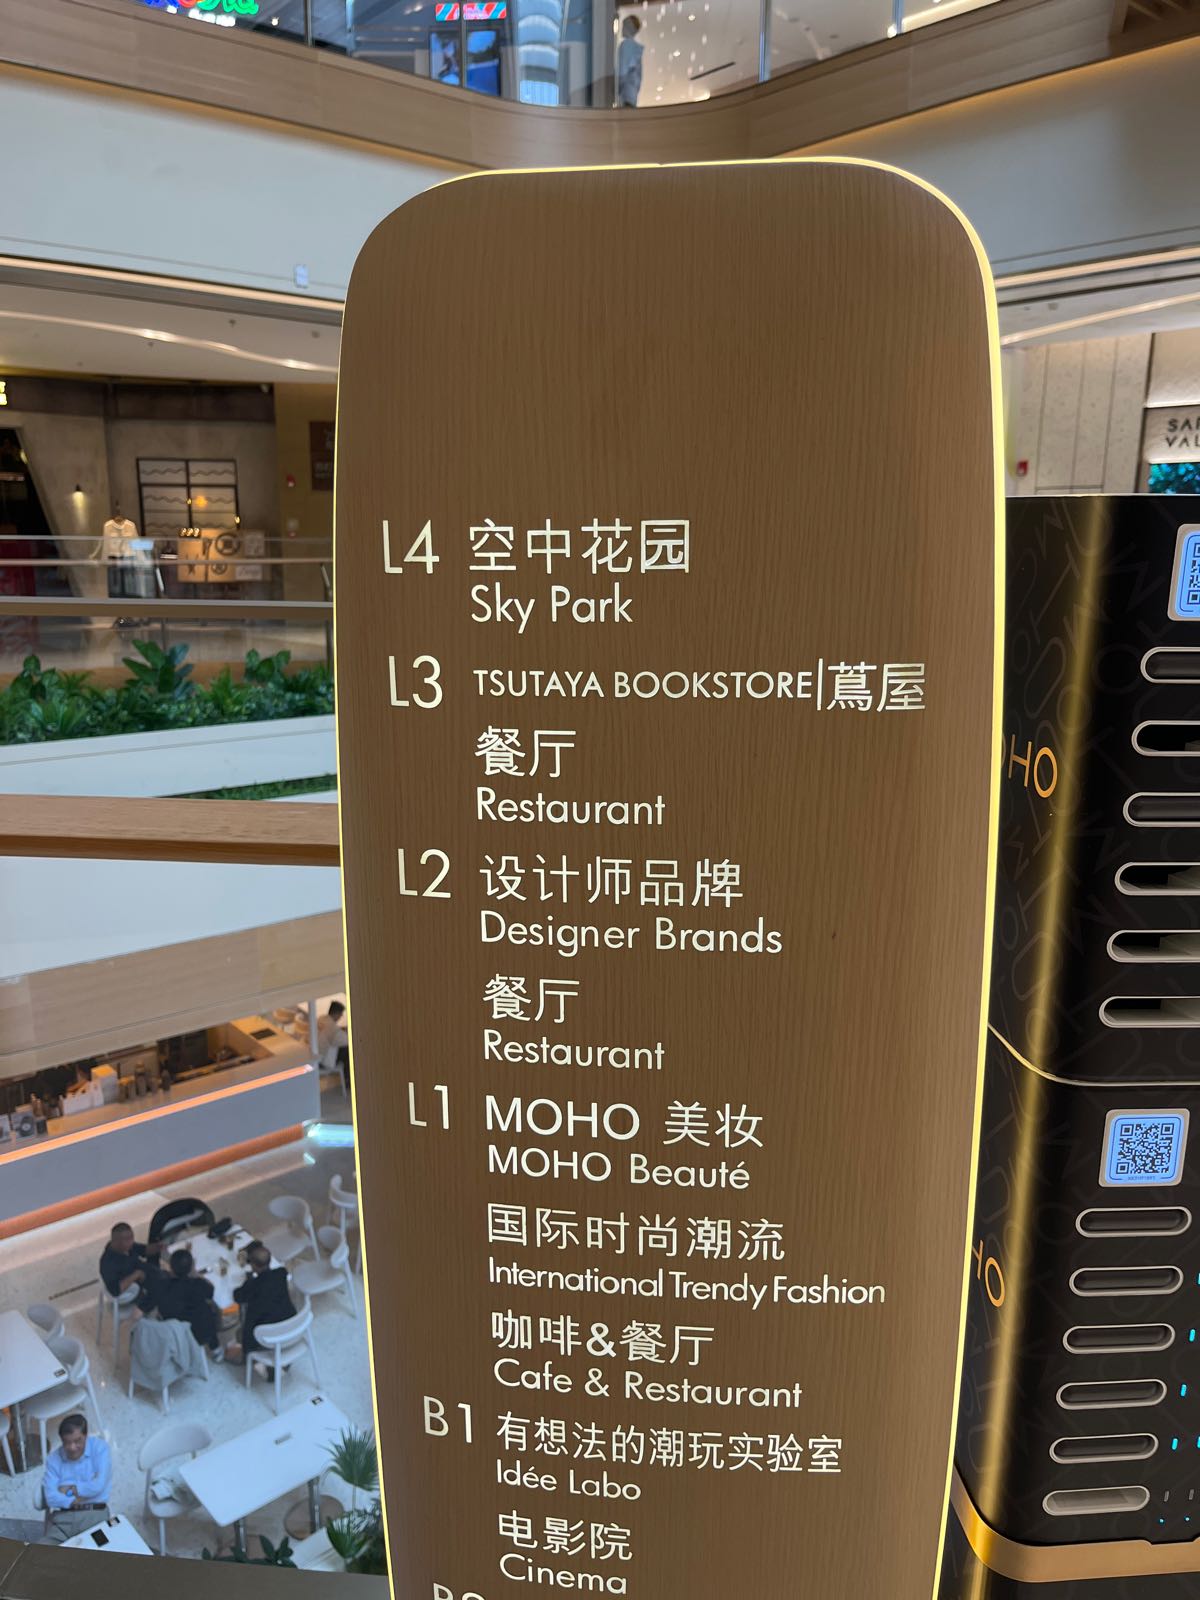 L4 空中花园
Sky Park
L3 TSUTAYA BOOKSTORE|蔦屋
餐厅
Restaurant
L2 设计师品牌
Designer Brands
餐厅
Restaurant
L1 MOHO 美妆
MOHO Beauté
国际时尚潮流
International Trendy Fashion
咖啡&餐厅
Cafe & Restaurant
B1 有想法的潮玩实验室
Idée Labo
电影院
Cinema
HO
HO